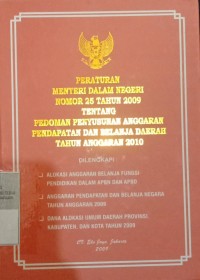 PERATURAN
MENTERI DALAM NEGERI
NOMOR 25 TAHUN 2009
TENTANG
PEDOMAN PENYUSUNAN ANGGARAN
PENDAPATAN DAN BELANJA DAERAH
TAHUN ANGGARAN 2010
DILENGKAPI
ALOKASI ANGGARAN BELANJA FUNGSI
PENDIDIKAN DALAM APBN DAN APBD
ANGGARAN PENDAPATAN DAN BELANJA NEGARA
TAHUN ANGGARAN 2009
DANA ALOKASI UMUM DAERAH PROVINSI,
KABUPATEN, DAN KOTA TAHUN 2009
Jaya
2009